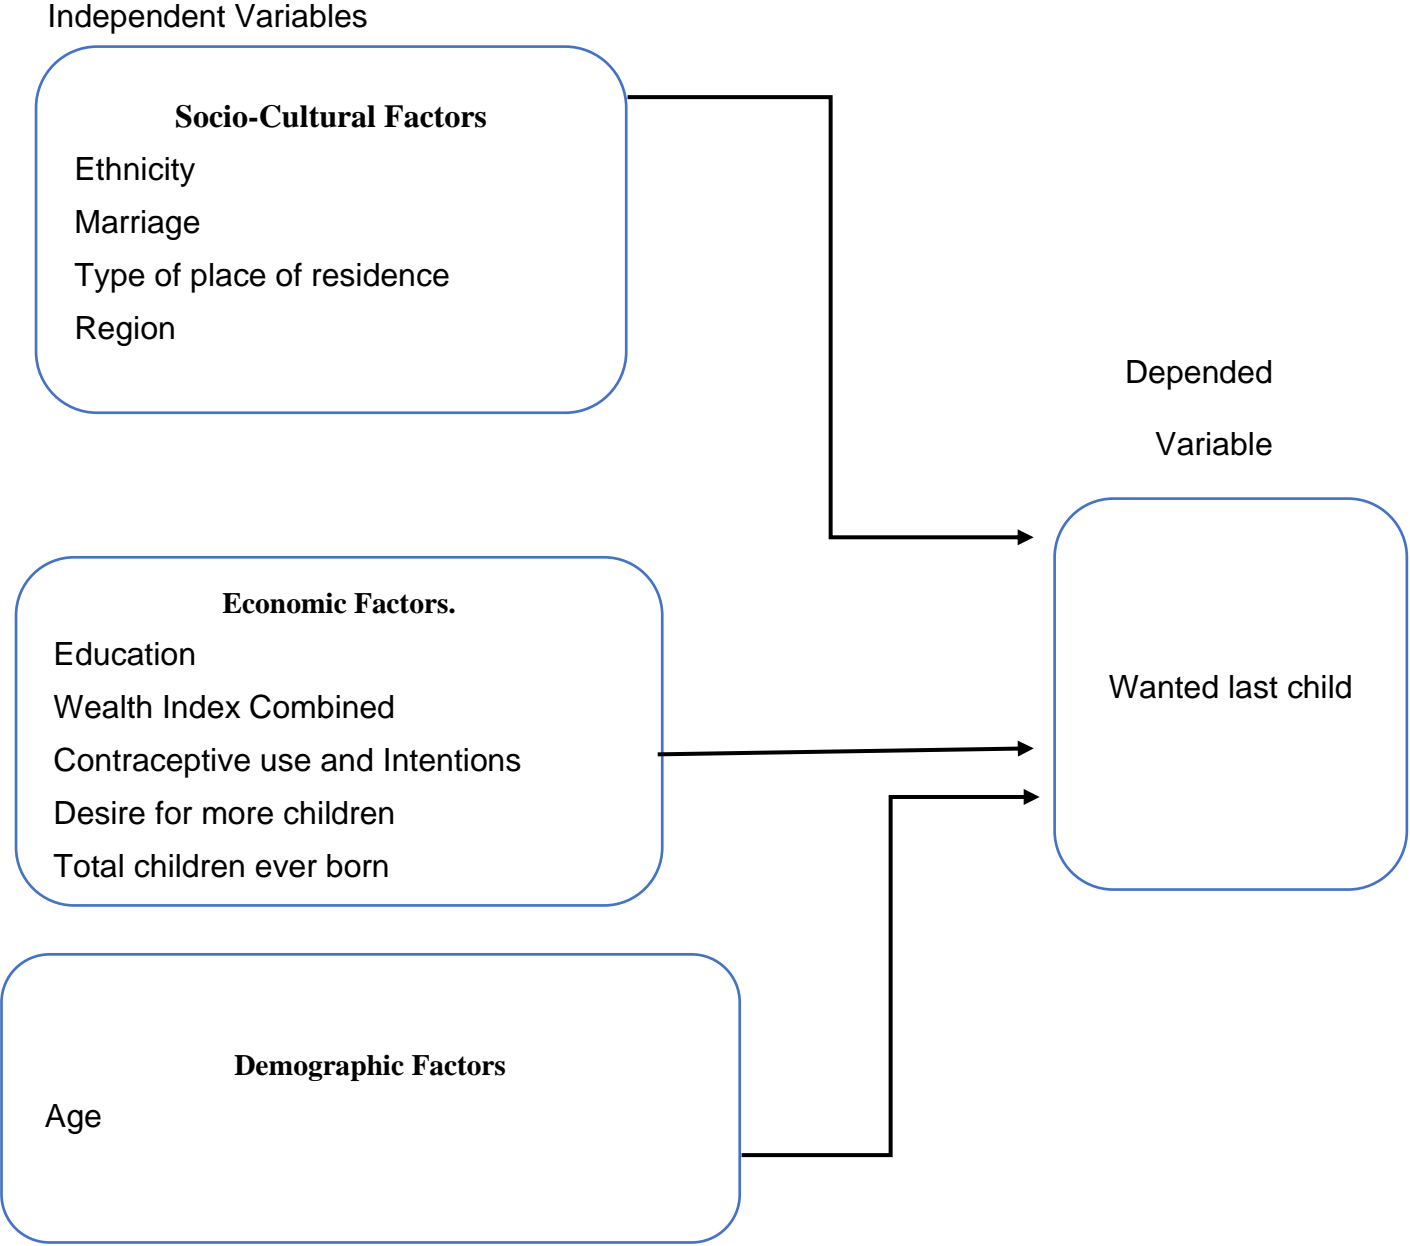 Independent Variables
Socio-Cultural Factors
Ethnicity
Marriage
Type of place of residence
Region
Depended
Variable
Economic Factors.
Education
Wealth Index Combined
Contraceptive use and Intentions
Desire for more children
Total children ever born
Wanted last child
Demographic Factors
Age